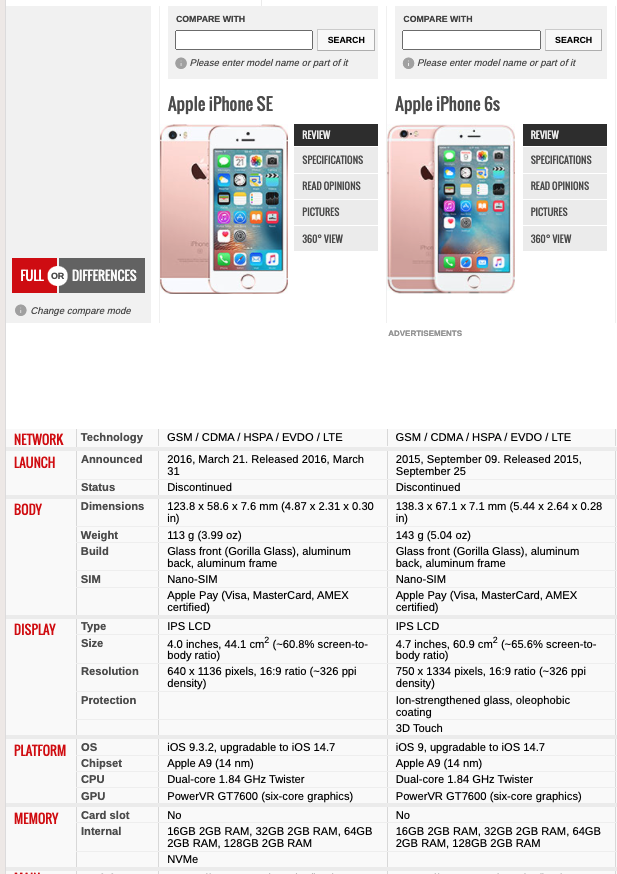 COMPARE WITH
SEARCH
Please enter model name or part of it
COMPARE WITH
SEARCH
Please enter model name or part of it
Apple iPhone SE
REVIEW
SPECIFICATIONS
READ OPINIONS
PICTURES
360° VIEW
Apple iPhone 6s
REVIEW
SPECIFICATIONS
READ OPINIONS
PICTURES
360° VIEW
FULL OR DIFFERENCES
Change compare mode
ADVERTISEMENTS
NETWORK Technology GSM / CDMA / HSPA / EVDO / LTE GSM / CDMA / HSPA / EVDO / LTE
LAUNCH Announced 2016, March 21. Released 2016, March 2015, September 09. Released 2015,
31 September 25
Status Discontinued Discontinued
BODY Dimensions 123.8 x 58.6 x 7.6 mm (4.87 x 2.31 x 0.30 138.3 x 67.1 x 7.1 mm (5.44 x 2.64 x 0.28
in) in)
Weight 113 g (3.99 oz) 143 g (5.04 oz)
Build Glass front (Gorilla Glass), aluminum Glass front (Gorilla Glass), aluminum
back, aluminum frame back, aluminum frame
SIM Nano-SIM Nano-SIM
Apple Pay (Visa, MasterCard, AMEX Apple Pay (Visa, MasterCard, AMEX
certified) certified)
DISPLAY Type IPS LCD IPS LCD
Size 4.0 inches, 44.1 cm2 (~60.8% screen-to- 4.7 inches, 60.9 cm2 (~65.6% screen-to-
body ratio) body ratio)
Resolution 640 x 1136 pixels, 16:9 ratio (~326 ppi 750 x 1334 pixels, 16:9 ratio (~326 ppi
density) density)
Protection Ion-strengthened glass, oleophobic
coating
3D Touch
PLATFORM OS iOS 9.3.2, upgradable to iOS 14.7 iOS 9, upgradable to iOS 14.7
Chipset Apple A9 (14 nm) Apple A9 (14 nm)
CPU Dual-core 1.84 GHz Twister Dual-core 1.84 GHz Twister
GPU PowerVR GT7600 (six-core graphics) PowerVR GT7600 (six-core graphics)
MEMORY Card slot No No
Internal 16GB 2GB RAM, 32GB 2GB RAM, 64GB 16GB 2GB RAM, 32GB 2GB RAM, 64GB
2GB RAM, 128GB 2GB RAM 2GB RAM, 128GB 2GB RAM
NVMe